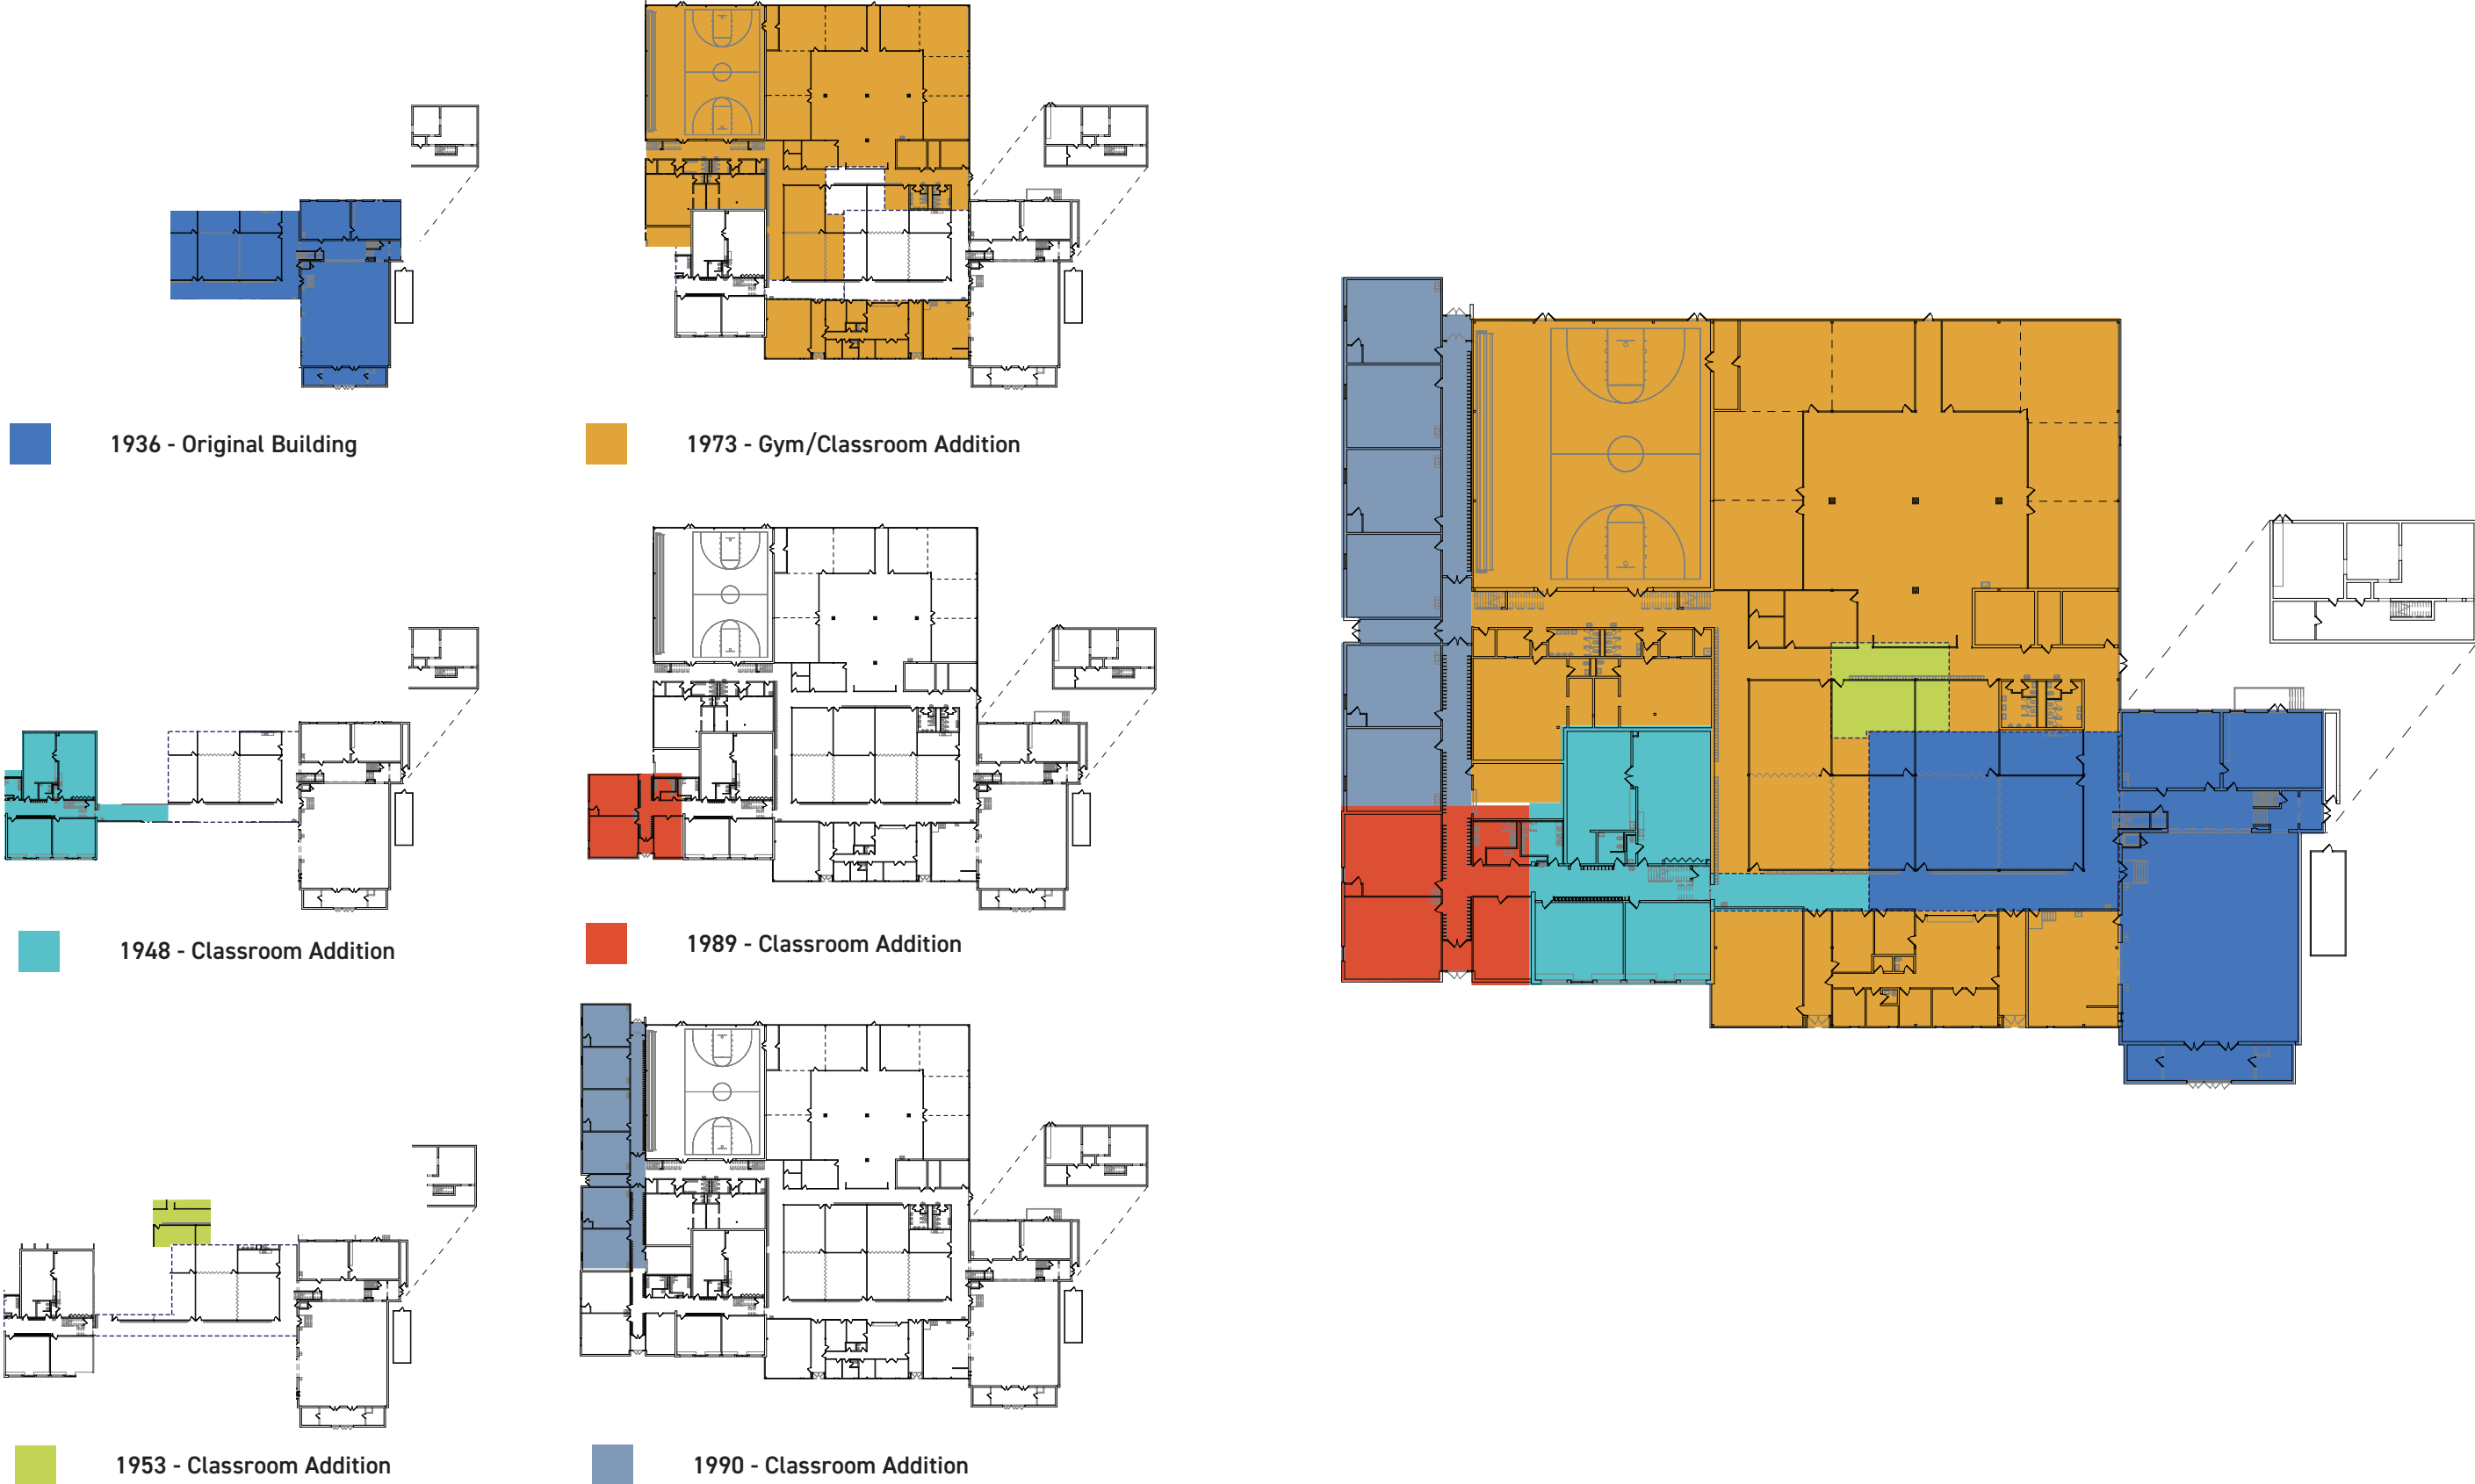 1936 - Original Building
1948 - Classroom Addition
1953 - Classroom Addition
1973 - Gym/Classroom Addition
1989 - Classroom Addition
1990 - Classroom Addition